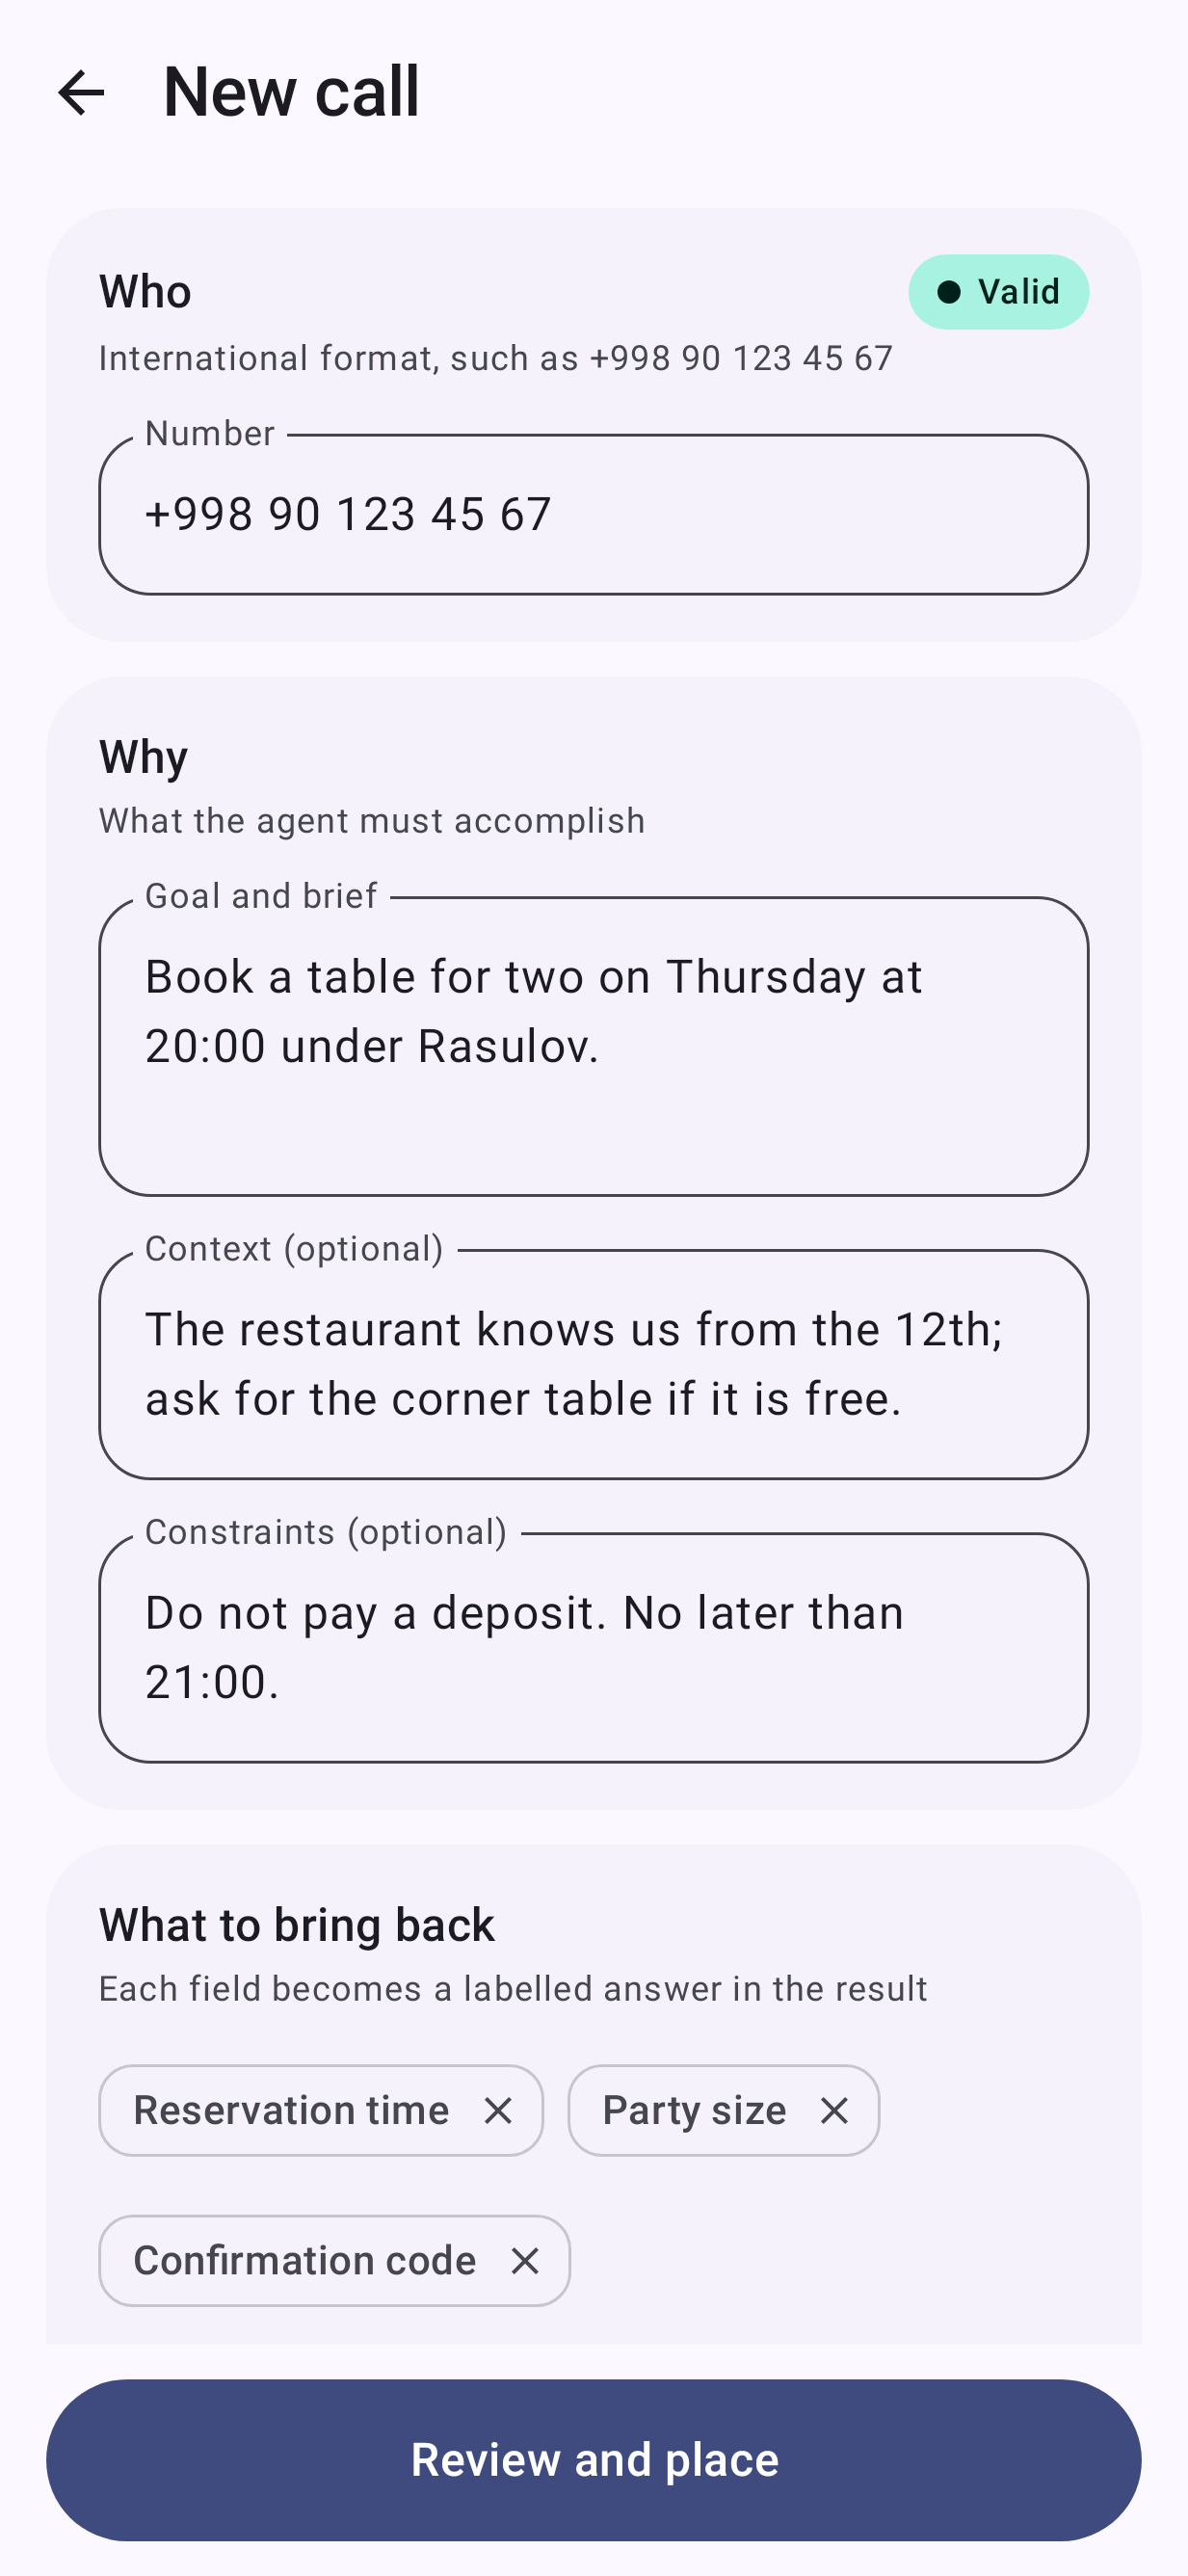 New call
Who
Valid
International format, such as +998 90 123 45 67
Number
+998 90 123 45 67
Why
What the agent must accomplish
Goal and brief
Book a table for two on Thursday at
20:00 under Rasulov.
Context (optional)
The restaurant knows us from the 12th;
ask for the corner table if it is free.
Constraints (optional)
Do not pay a deposit. No later than
21:00.
What to bring back
Each field becomes a labelled answer in the result
Reservation time
Party size
Confirmation code
Review and place